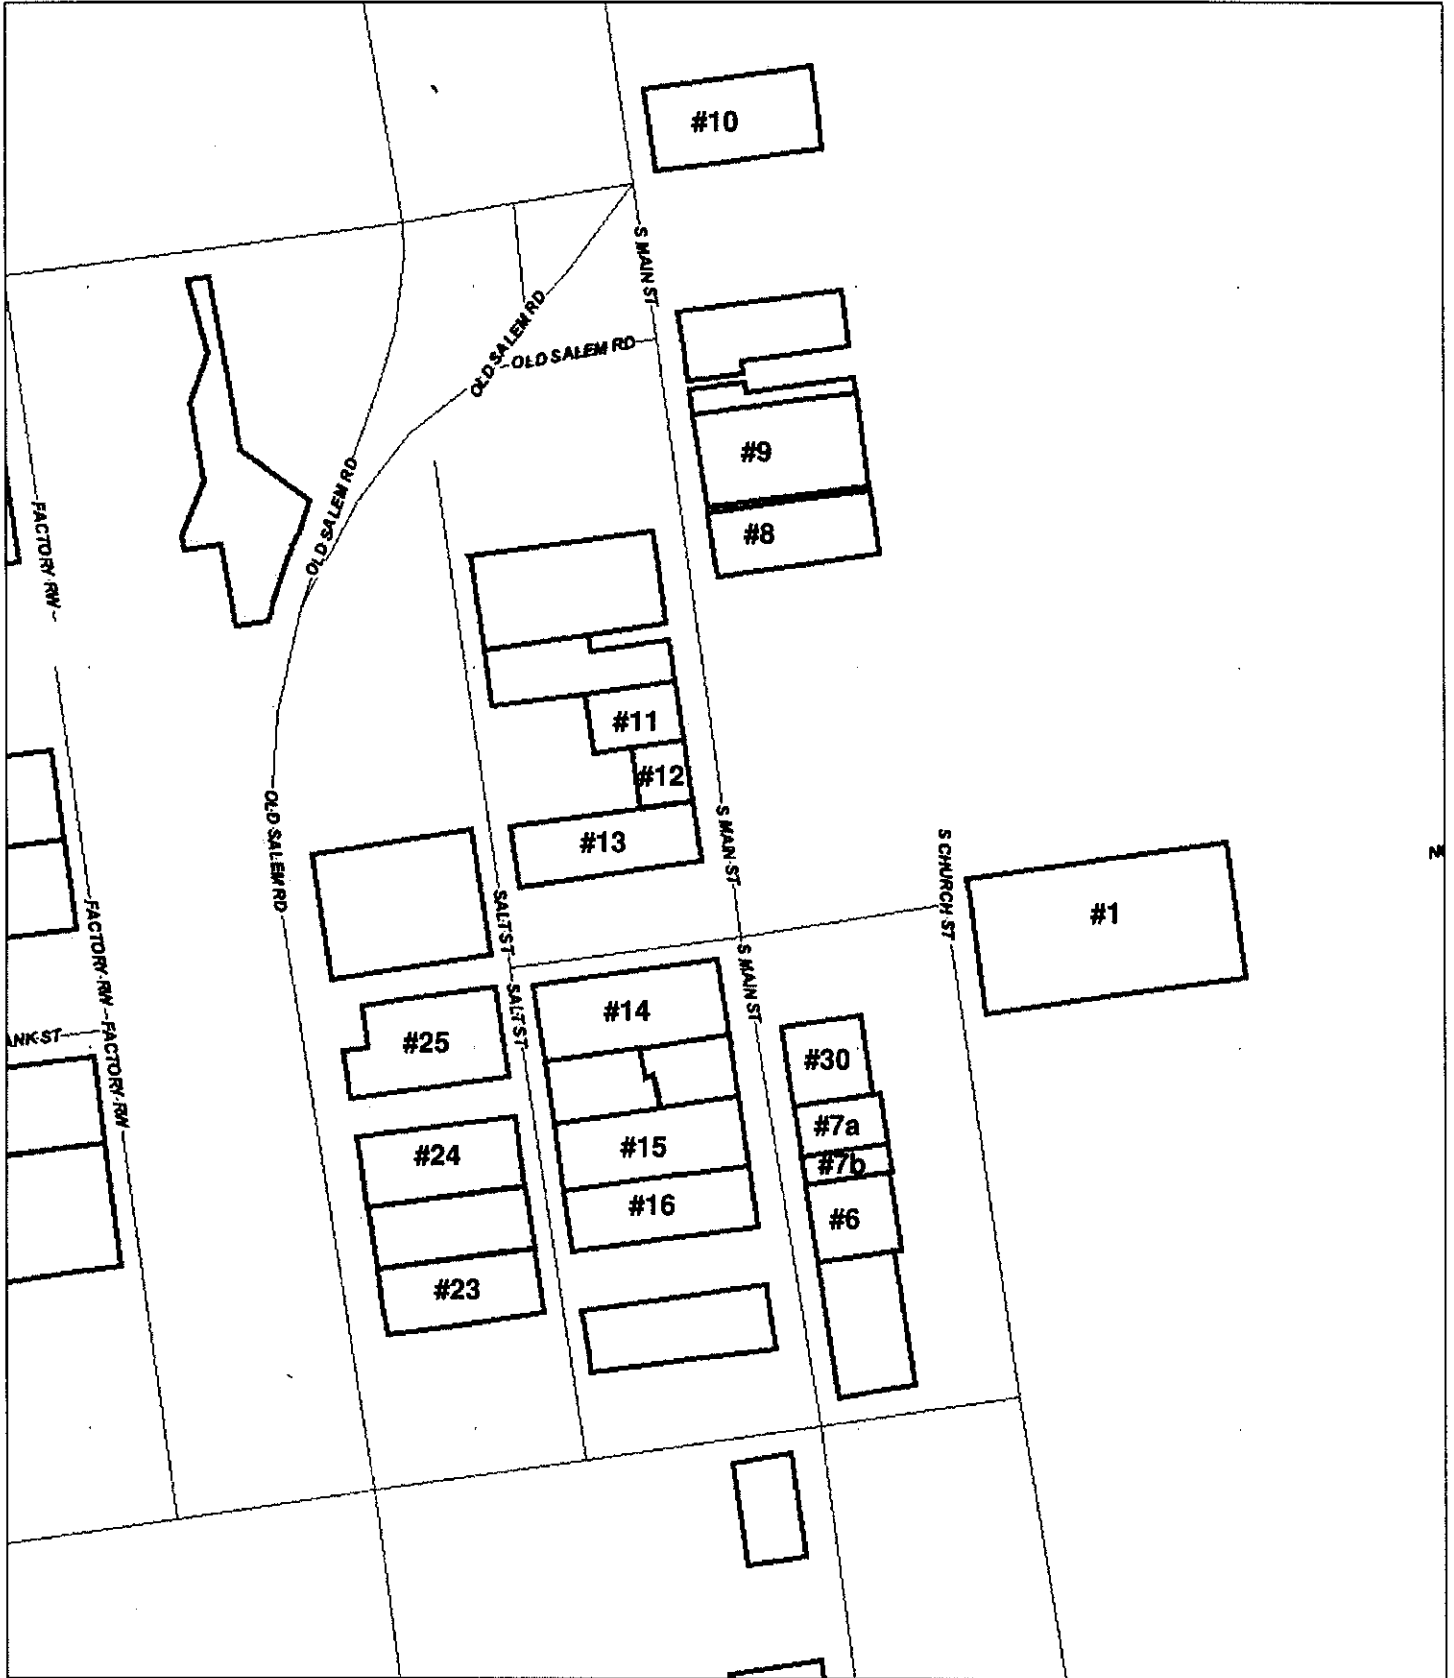 #10
S MAIN ST
OLD SALEM RD
OLD SALEM RD
#9
OLD SALEM RD
FACTORY RW
#8
#11
#12
S MAIN ST
#13
OLD SALEM RD
S CHURCH ST
#1
SALT ST
FACTORY RW
S MAIN ST
#14
SALT ST
#25
FACTORY RW
#30
#7a
#15
#24
#7b
#16
#6
#23